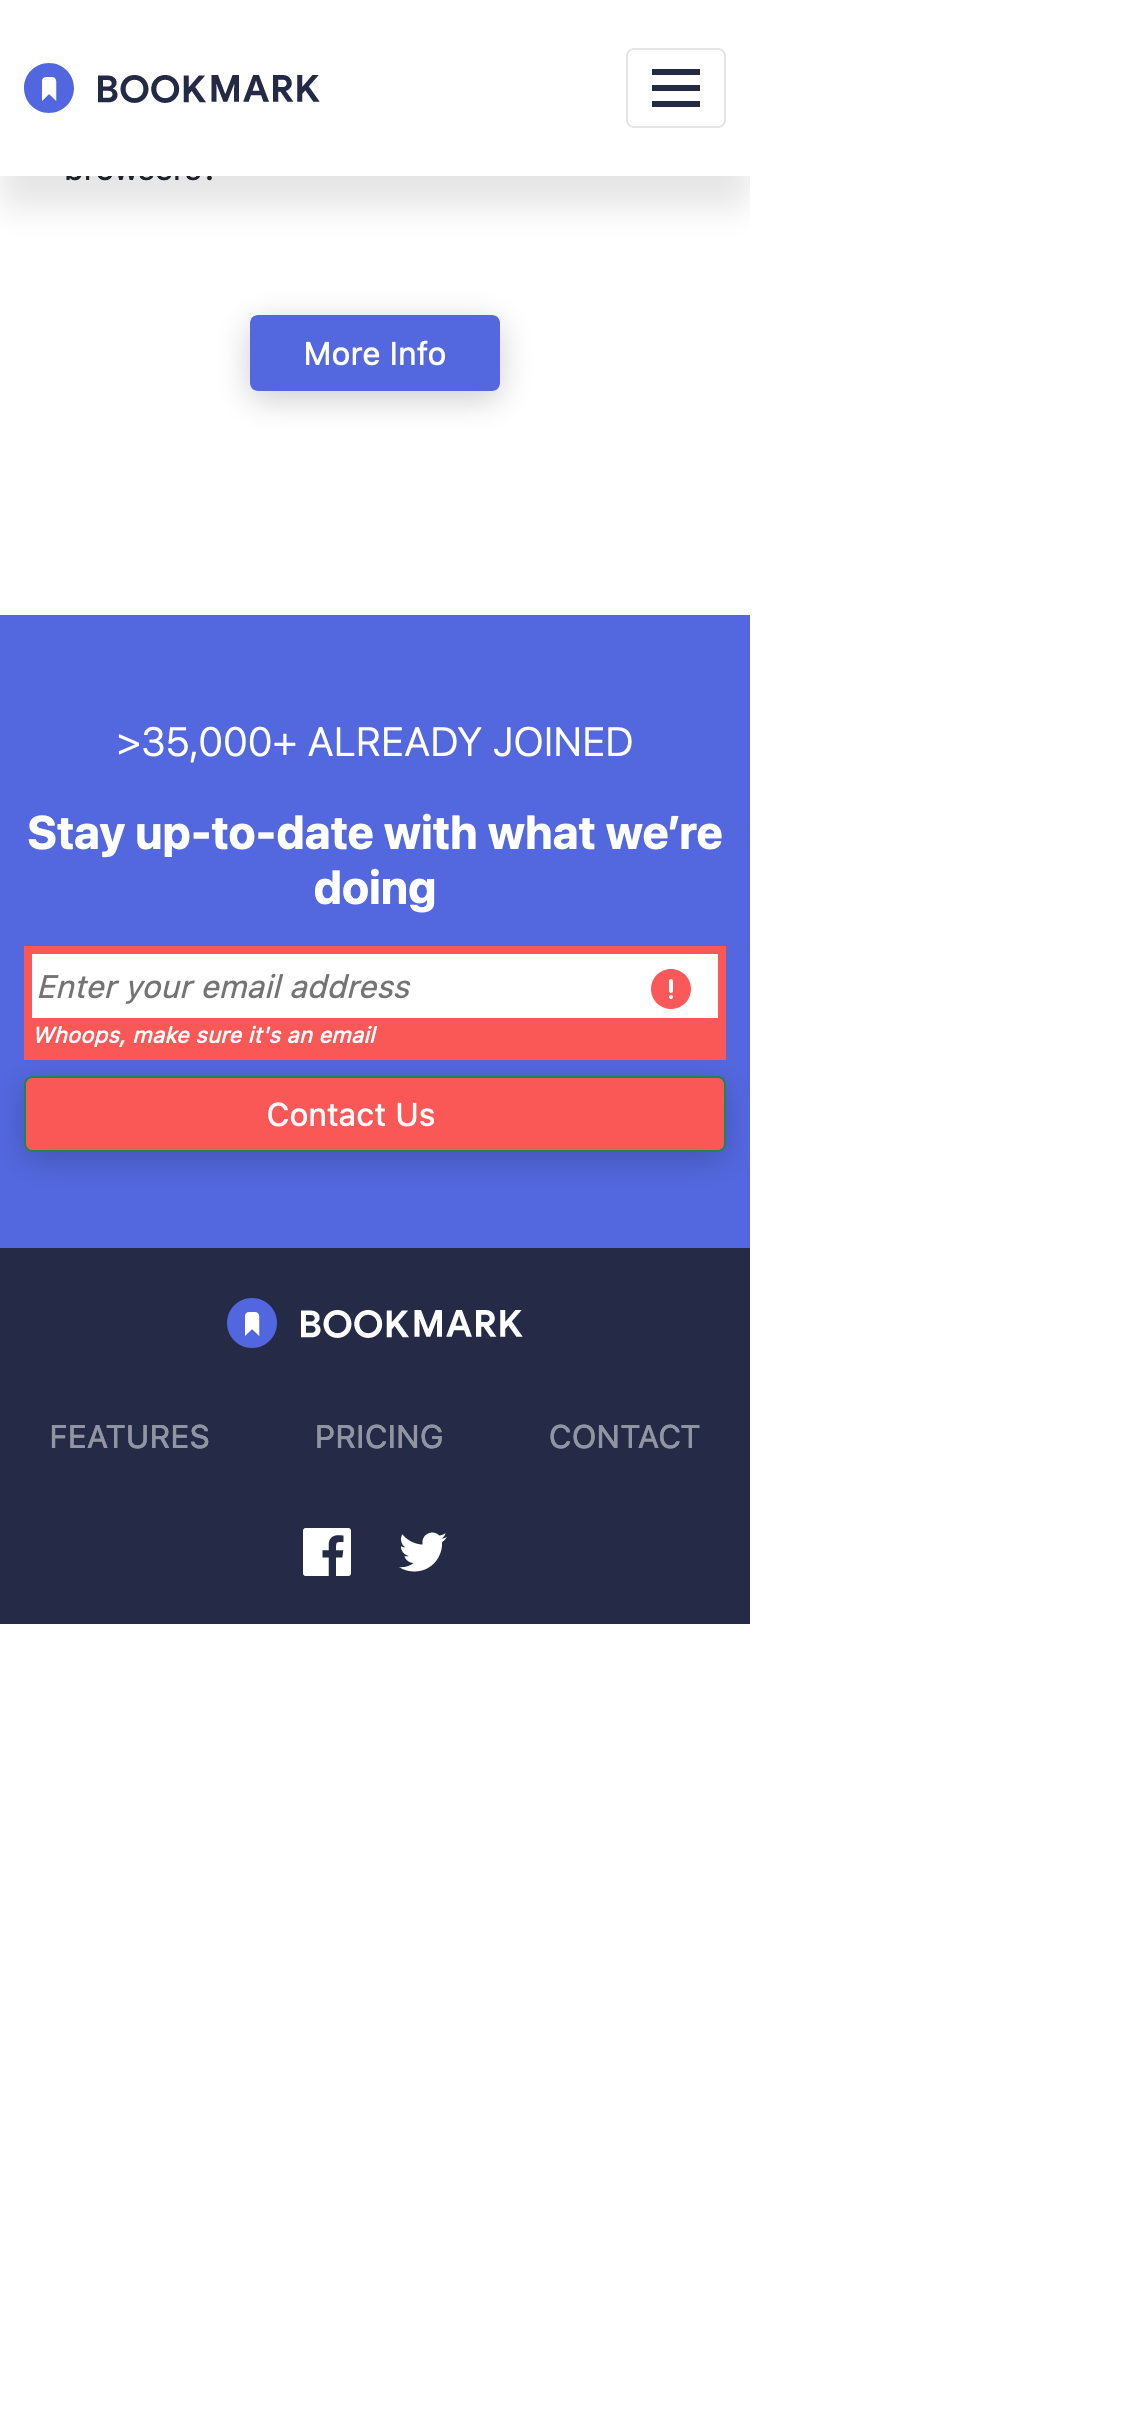 BOOKMARK
More Info
>35,000+ ALREADY JOINED
Stay up-to-date with what we’re
doing
Enter your email address
Whoops, make sure it's an email
Contact Us
BOOKMARK
FEATURES PRICING CONTACT